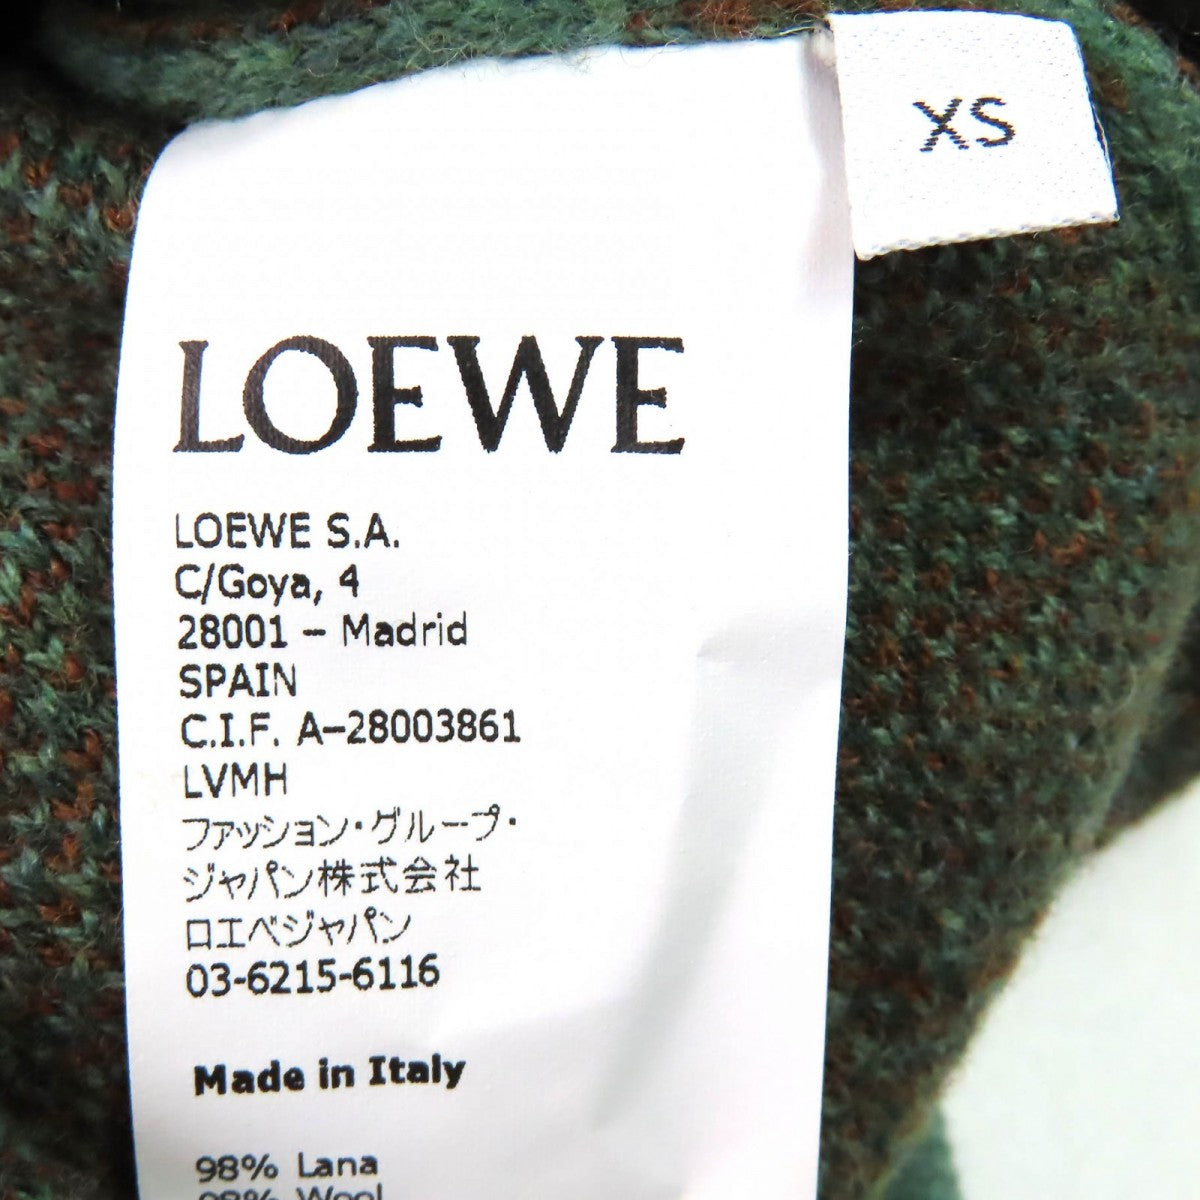 XS
LOEWE
LOEWE S.A.
C/Goya, 4
28001 – Madrid
SPAIN
C.I.F. A–28003861
LVMH
ファッション・グループ・
ジャパン株式会社
ロエベジャパン
03-6215-6116
Made in Italy
98% Lana
98% Wool